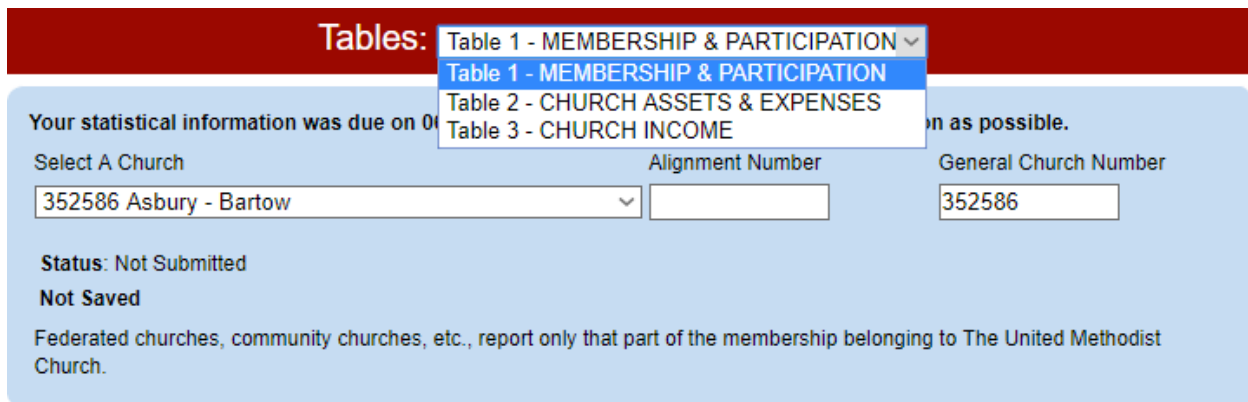 Tables: Table 1 - MEMBERSHIP & PARTICIPATION
Table 1 - MEMBERSHIP & PARTICIPATION
Table 2 - CHURCH ASSETS & EXPENSES
Table 3 - CHURCH INCOME
Your statistical information was due on on as possible.
Select A Church Alignment Number General Church Number
352586 Asbury - Bartow 352586
Status: Not Submitted
Not Saved
Federated churches, community churches, etc., report only that part of the membership belonging to The United Methodist
Church.